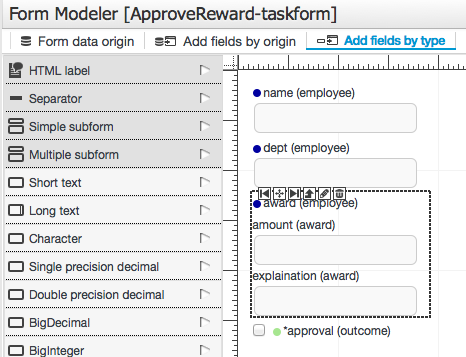 Form Modeler [ApproveReward-taskform]
Form data origin
Add fields by origin
Add fields by type
HTML label
Separator
Simple subform
Multiple subform
Short text
Long text
Character
Single precision decimal
Double precision decimal
BigDecimal
BigInteger
name (employee)
dept (employee)
award (employee)
amount (award)
explaination (award)
*approval (outcome)